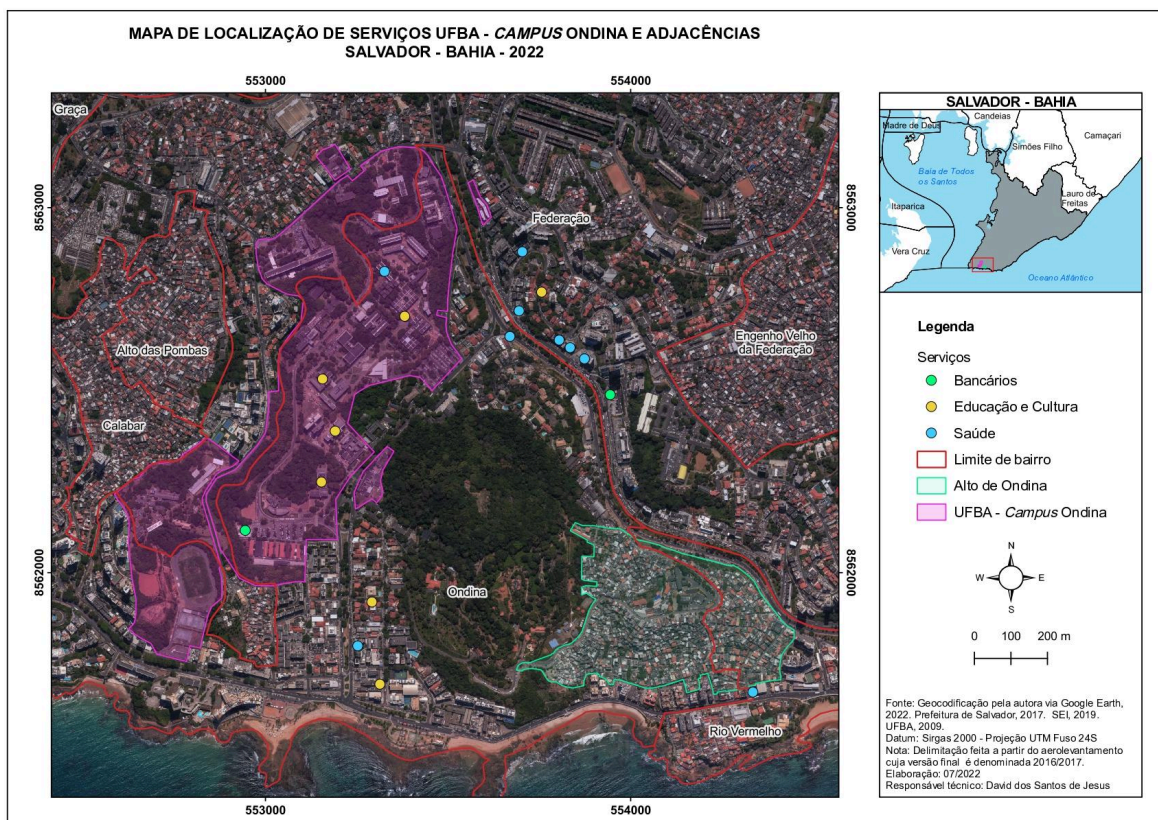 MAPA DE LOCALIZAÇÃO DE SERVIÇOS UFBA - CAMPUS ONDINA E ADJACÊNCIAS
SALVADOR - BAHIA - 2022
553000
554000
8563000
8562000
Graça
Federação
Alto das Pombas
Engenho Velho
da Federação
Calabar
Ondina
Rio Vermelho
8563000
8562000
553000
554000
SALVADOR - BAHIA
Candeias
Madre de Deus
Camaçari
Simões Filho
Baía de Todos
os Santos
Lauro de
Freitas
Itaparica
Vera Cruz
Oceano Atlântico
Legenda
Serviços
Bancários
Educação e Cultura
Saúde
Limite de bairro
Alto de Ondina
UFBA - Campus Ondina
N
W
E
S
0 100 200 m
Fonte: Geocodificação pela autora via Google Earth,
2022. Prefeitura de Salvador, 2017. SEI, 2019.
UFBA, 2009.
Datum: Sirgas 2000 - Projeção UTM Fuso 24S
Nota: Delimitação feita a partir do aerolevantamento
cuja versão final é denominada 2016/2017.
Elaboração: 07/2022
Responsável técnico: David dos Santos de Jesus